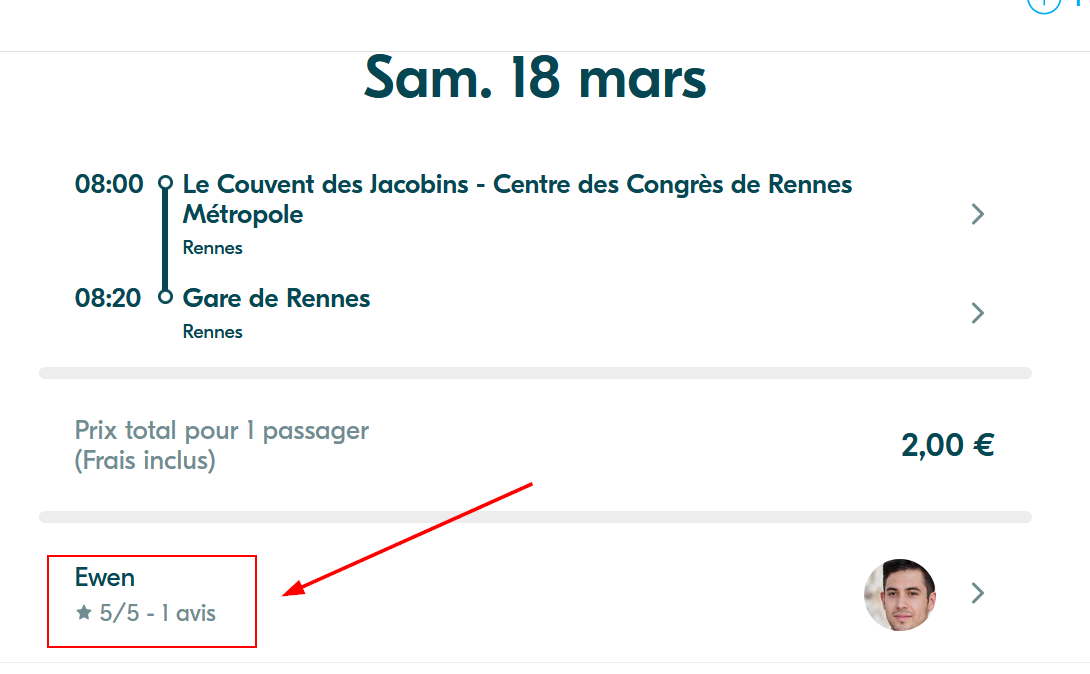 Sam. 18 mars
08:00 Le Couvent des Jacobins - Centre des Congrès de Rennes
Métropole
Rennes
08:20 Gare de Rennes
Rennes
Prix total pour 1 passager
(Frais inclus)
2,00 €
Ewen
★ 5/5 - 1 avis